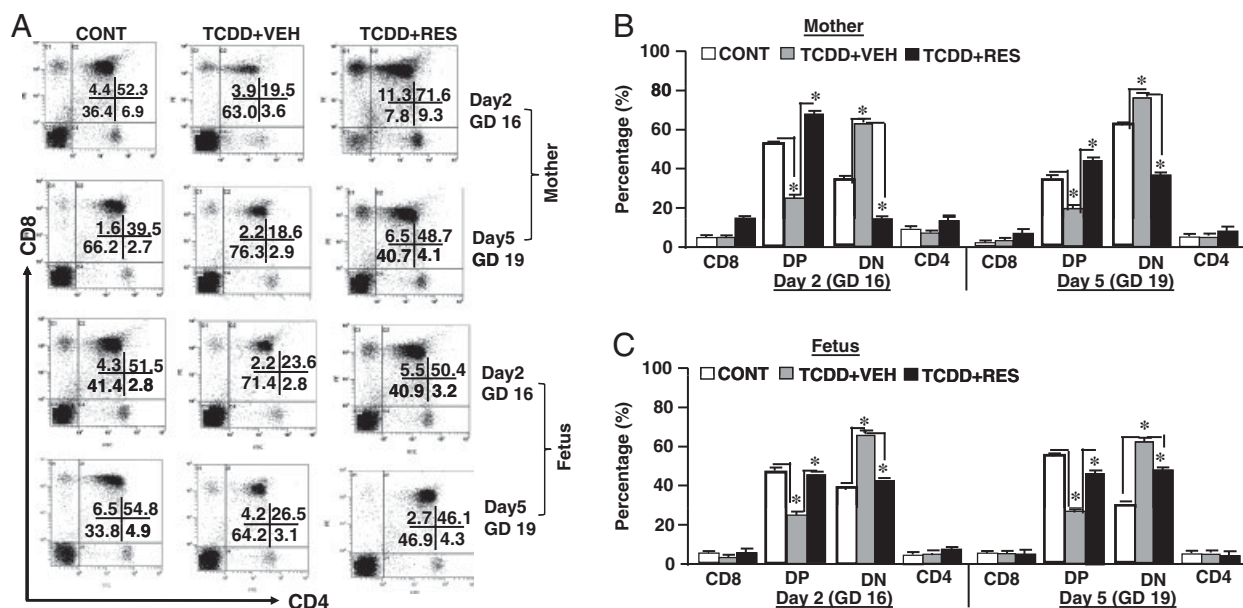 A
CONT
TCDD+VEH
TCDD+RES
4.4 52.3
36.4 6.9
3.9 19.5
63.0 3.6
11.3 71.6
7.8 9.3
Day2
GD 16
1.6 39.5
66.2 2.7
2.2 18.6
76.3 2.9
6.5 48.7
40.7 4.1
Day5
GD 19
Mother
4.3 51.5
41.4 2.8
2.2 23.6
71.4 2.8
5.5 50.4
40.9 3.2
Day2
GD 16
6.5 54.8
33.8 4.9
4.2 26.5
64.2 3.1
2.7 46.1
46.9 4.3
Day5
GD 19
Fetus
CD8
CD4
B
Mother
CONT TCDD+VEH TCDD+RES
Percentage (%)
100
80
60
40
20
0
* * * * * * * *
CD8 DP DN CD4 CD8 DP DN CD4
Day 2 (GD 16) Day 5 (GD 19)
C
Fetus
CONT TCDD+VEH TCDD+RES
Percentage (%)
100
80
60
40
20
0
* * * * * * * *
CD8 DP DN CD4 CD8 DP DN CD4
Day 2 (GD 16) Day 5 (GD 19)